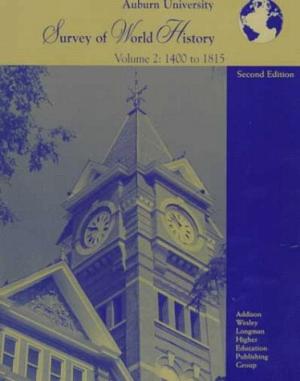 Auburn University
Survey of World History
Volume 2: 1400 to 1815
Second Edition
Addison
Wesley
Longman
Higher
Education
Publishing
Group